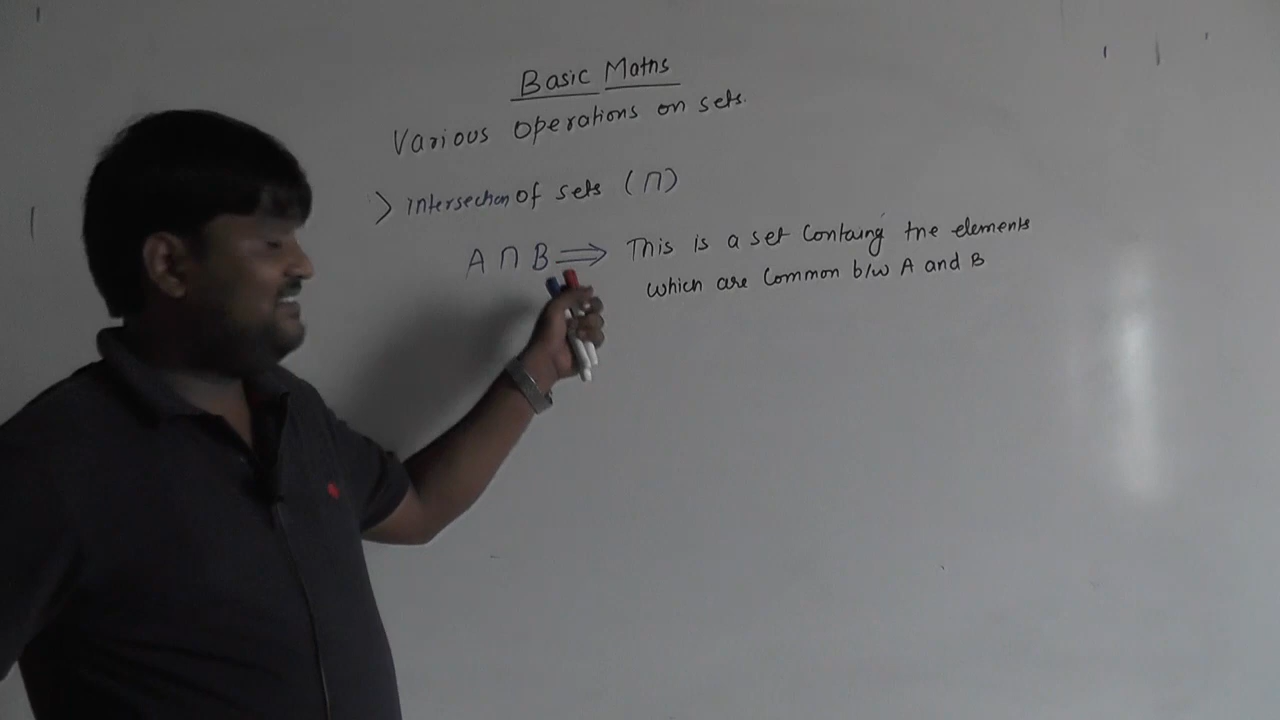 Basic Maths
Various Operations on sets.
> intersection of sets (∩)
A ∩ B ⟹ This is a set Containg the elements
which are Common b/w A and B